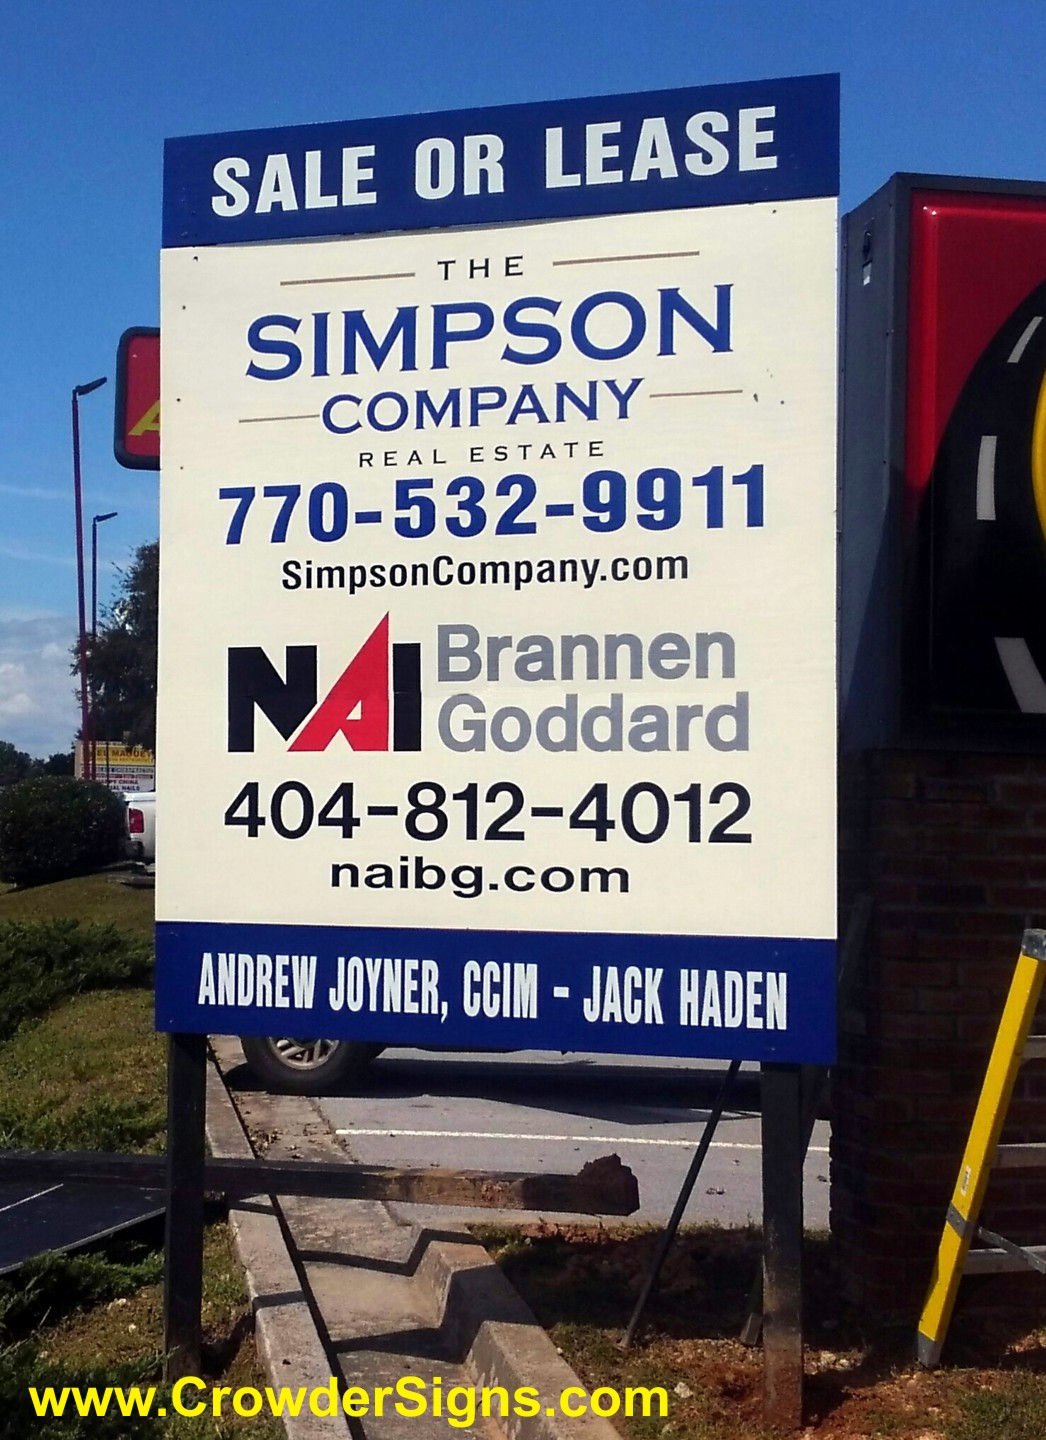 SALE OR LEASE
THE
SIMPSON
COMPANY
REAL ESTATE
770-532-9911
SimpsonCompany.com
NAI Brannen
Goddard
404-812-4012
naibg.com
ANDREW JOYNER, CCIM - JACK HADEN
www.CrowderSigns.com